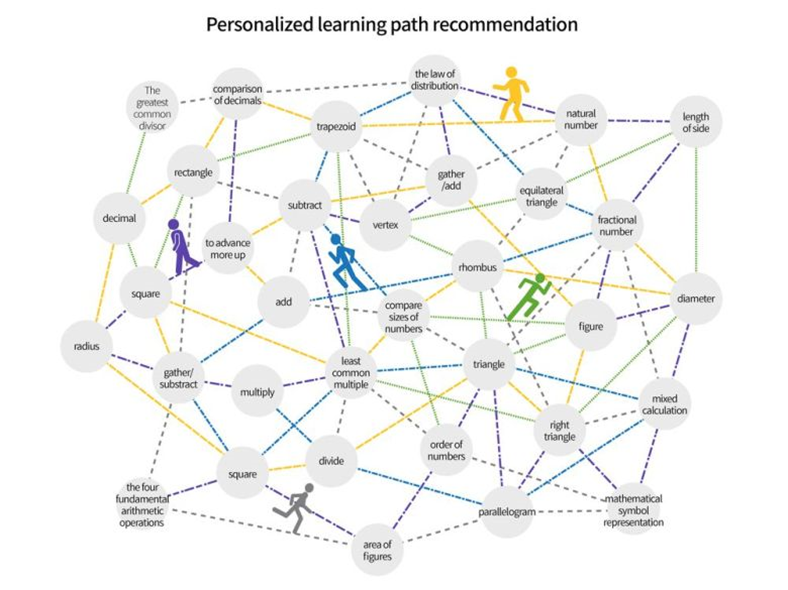 Personalized learning path recommendation
The
greatest
common
divisor
comparison
of decimals
the law of
distribution
trapezoid
natural
number
length
of side
rectangle
gather
/add
equilateral
triangle
decimal
subtract
vertex
fractional
number
to advance
more up
rhombus
square
add
compare
sizes of
numbers
figure
diameter
radius
gather/
subtract
multiply
least
common
multiple
triangle
mixed
calculation
right
triangle
order of
numbers
square
divide
the four
fundamental
arithmetic
operations
parallelogram
mathematical
symbol
representation
area of
figures